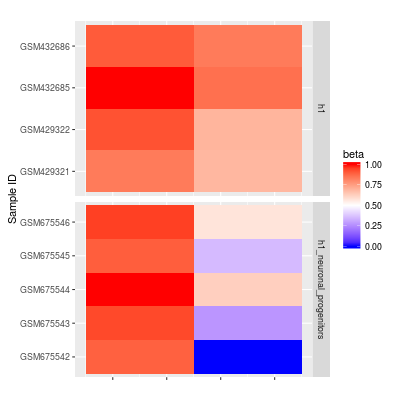 GSM432686
GSM432685
GSM429322
GSM429321
h1
GSM675546
GSM675545
GSM675544
GSM675543
GSM675542
h1_neuronal_progenitors
Sample ID
beta
1.00
0.75
0.50
0.25
0.00